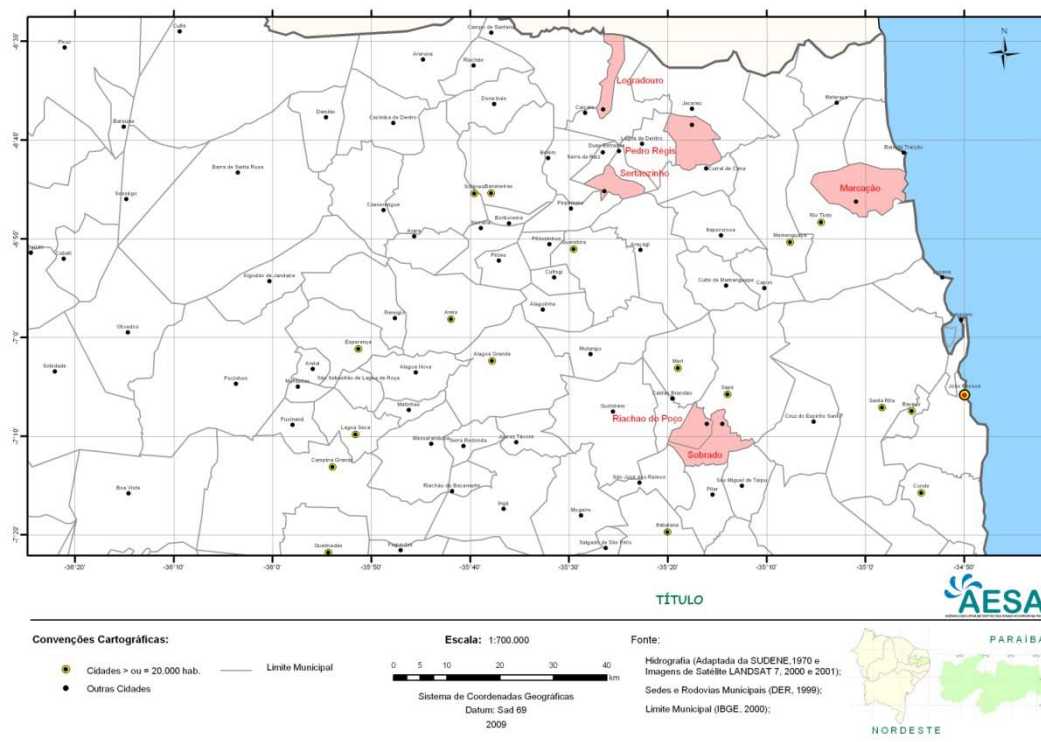 Picuí
Cuité
Campo de Santana
Araruna
Riachão
Logradouro
Dona Inês
Caiçara
Jacaraú
Mataraca
Damião
Cacimba de Dentro
Baraúna
Lagoa de Dentro
Duas Estradas
Pedro Régis
Serra da Raiz
Belém
Baía da Traição
Barra de Santa Rosa
Sertãozinho
Curral de Cima
Marcação
Solânea
Bananeiras
Sossego
Casserengue
Pirpirituba
Rio Tinto
Borborema
Serraria
Arara
Pilõezinhos
Guarabira
Araçagi
Itapororoca
Mamanguape
Cubati
Pilões
Cuitegi
Algodão de Jandaíra
Cuité de Mamanguape
Capim
Lucena
Alagoinha
Remígio
Areia
Olivedos
Cabedelo
Esperança
Alagoa Grande
Mulungu
Mari
Soledade
Areial
Alagoa Nova
São Sebastião de Lagoa de Roça
Pocinhos
Montadas
Caldas Brandão
Sapé
João Pessoa
Santa Rita
Bayeux
Matinhas
Gurinhém
Riachao do Poço
Cruz do Espírito Santo
Puxinanã
Lagoa Seca
Massaranduba
Serra Redonda
Juarez Távora
Sobrado
Campina Grande
Boa Vista
Riachão do Bacamarte
São José dos Ramos
Pilar
São Miguel de Taipu
Conde
Ingá
Mogeiro
Itabaiana
Queimadas
Fagundes
Salgado de São Félix
N
-6°30'
-6°40'
-6°50'
-7°0'
-7°10'
-7°20'
-36°20' -36°10' -36°0' -35°50' -35°40' -35°30' -35°20' -35°10' -35°0' -34°50'
TÍTULO
AESA
Convenções Cartográficas:
Cidades > ou = 20.000 hab.
Limite Municipal
Outras Cidades
Escala: 1:700.000
0 5 10 20 30 40
km
Sistema de Coordenadas Geográficas
Datum: Sad 69
2009
Fonte:
Hidrografia (Adaptada da SUDENE,1970 e
Imagens de Satélite LANDSAT 7, 2000 e 2001);
Sedes e Rodovias Municipais (DER, 1999);
Limite Municipal (IBGE, 2000);
PARAÍBA
NORDESTE